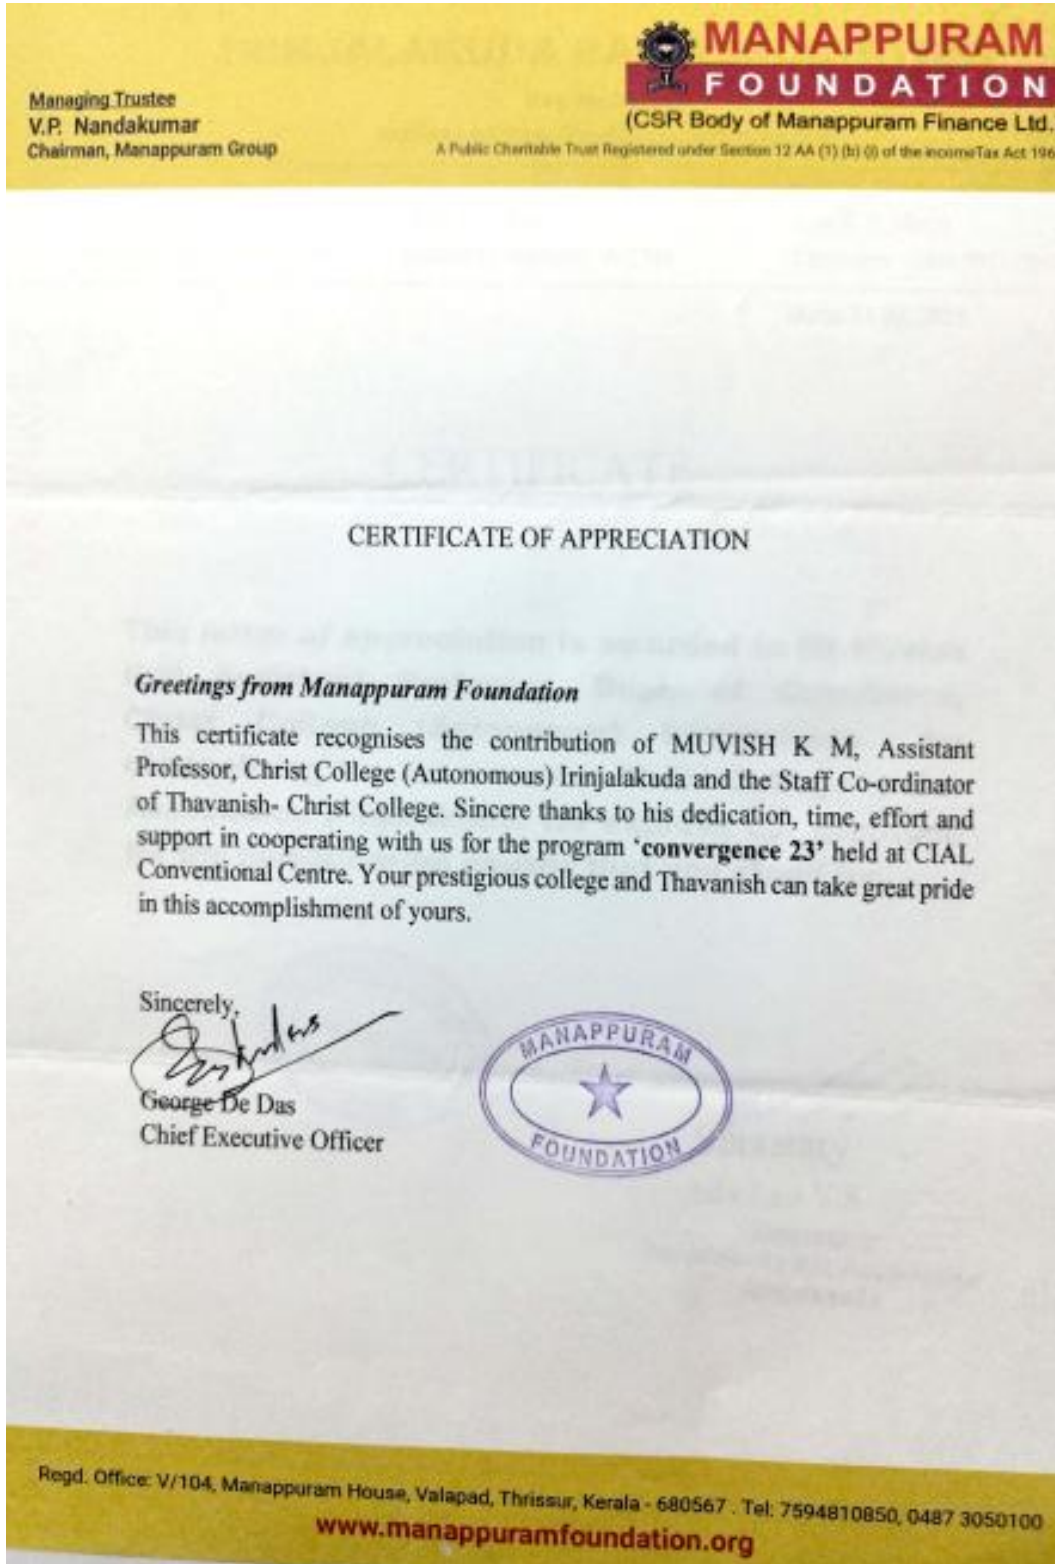 MANAPPURAM
FOUNDATION
(CSR Body of Manappuram Finance Ltd.
A Public Charitable Trust Registered under Section 12 AA (1) (b) (i) of the incomeTax Act 196
Managing Trustee
V.P. Nandakumar
Chairman, Manappuram Group
CERTIFICATE
CERTIFICATE OF APPRECIATION
Greetings from Manappuram Foundation
This certificate recognises the contribution of MUVISH K M, Assistant
Professor, Christ College (Autonomous) Irinjalakuda and the Staff Co-ordinator
of Thavanish- Christ College. Sincere thanks to his dedication, time, effort and
support in cooperating with us for the program ‘convergence 23’ held at CIAL
Conventional Centre. Your prestigious college and Thavanish can take great pride
in this accomplishment of yours.
Sincerely,
George De Das
Chief Executive Officer
MANAPPURAM
FOUNDATION
Regd. Office: V/104, Manappuram House, Valapad, Thrissur, Kerala - 680567 . Tel: 7594810850, 0487 3050100
www.manappuramfoundation.org